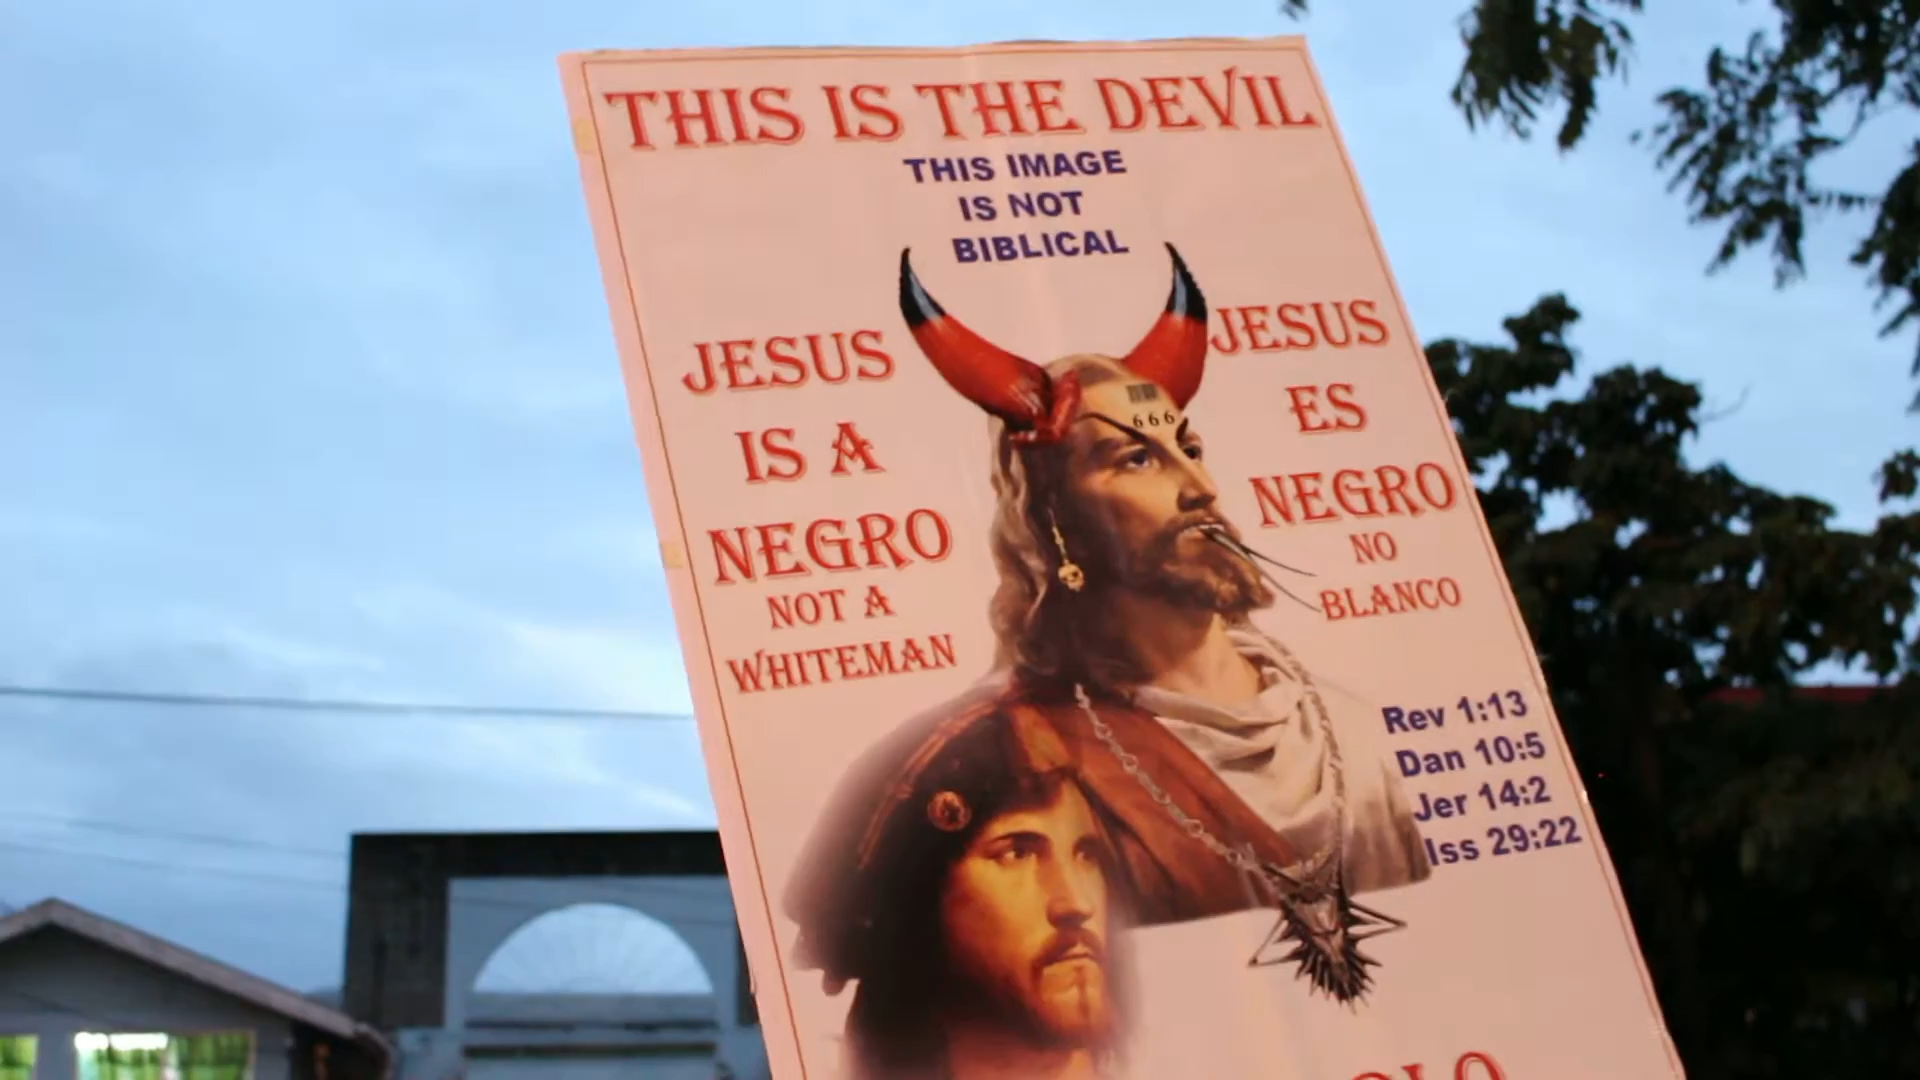 THIS IS THE DEVIL
THIS IMAGE
IS NOT
BIBLICAL
JESUS
IS A
NEGRO
NOT A
WHITEMAN
JESUS
ES
NEGRO
NO
BLANCO
666
Rev 1:13
Dan 10:5
Jer 14:2
Iss 29:22